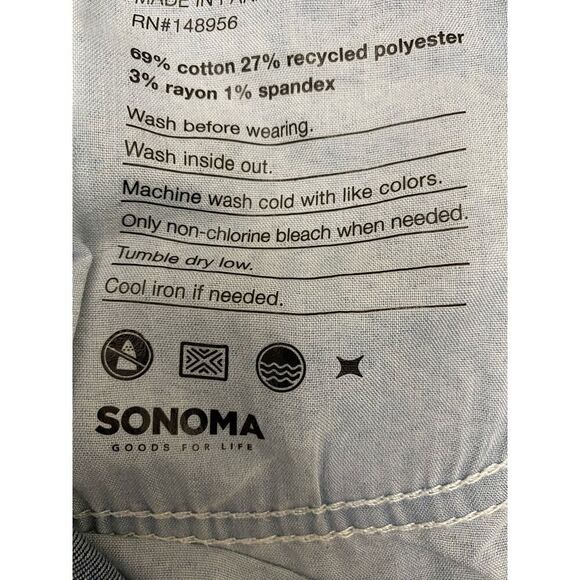 MADE IN
RN#148956
69% cotton 27% recycled polyester
3% rayon 1% spandex
Wash before wearing.
Wash inside out.
Machine wash cold with like colors.
Only non-chlorine bleach when needed.
Tumble dry low.
Cool iron if needed.
SONOMA
GOODS FOR LIFE